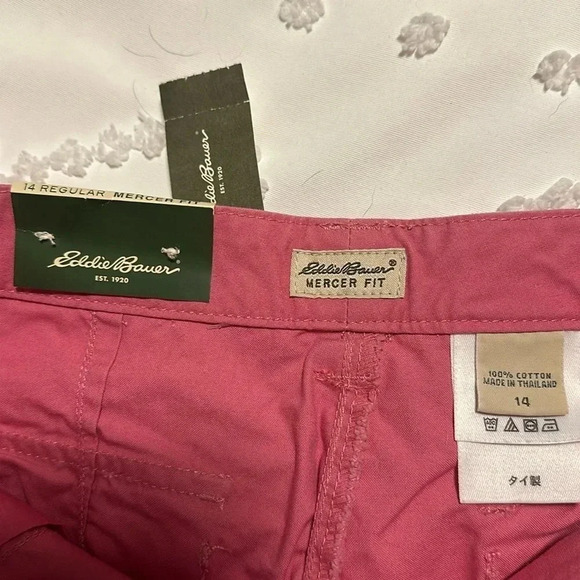 Eddie Bauer
EST. 1920
14 REGULAR MERCER FIT
Eddie Bauer
EST. 1920
Eddie Bauer®
MERCER FIT
100% COTTON
MADE IN THAILAND
14
タイ製